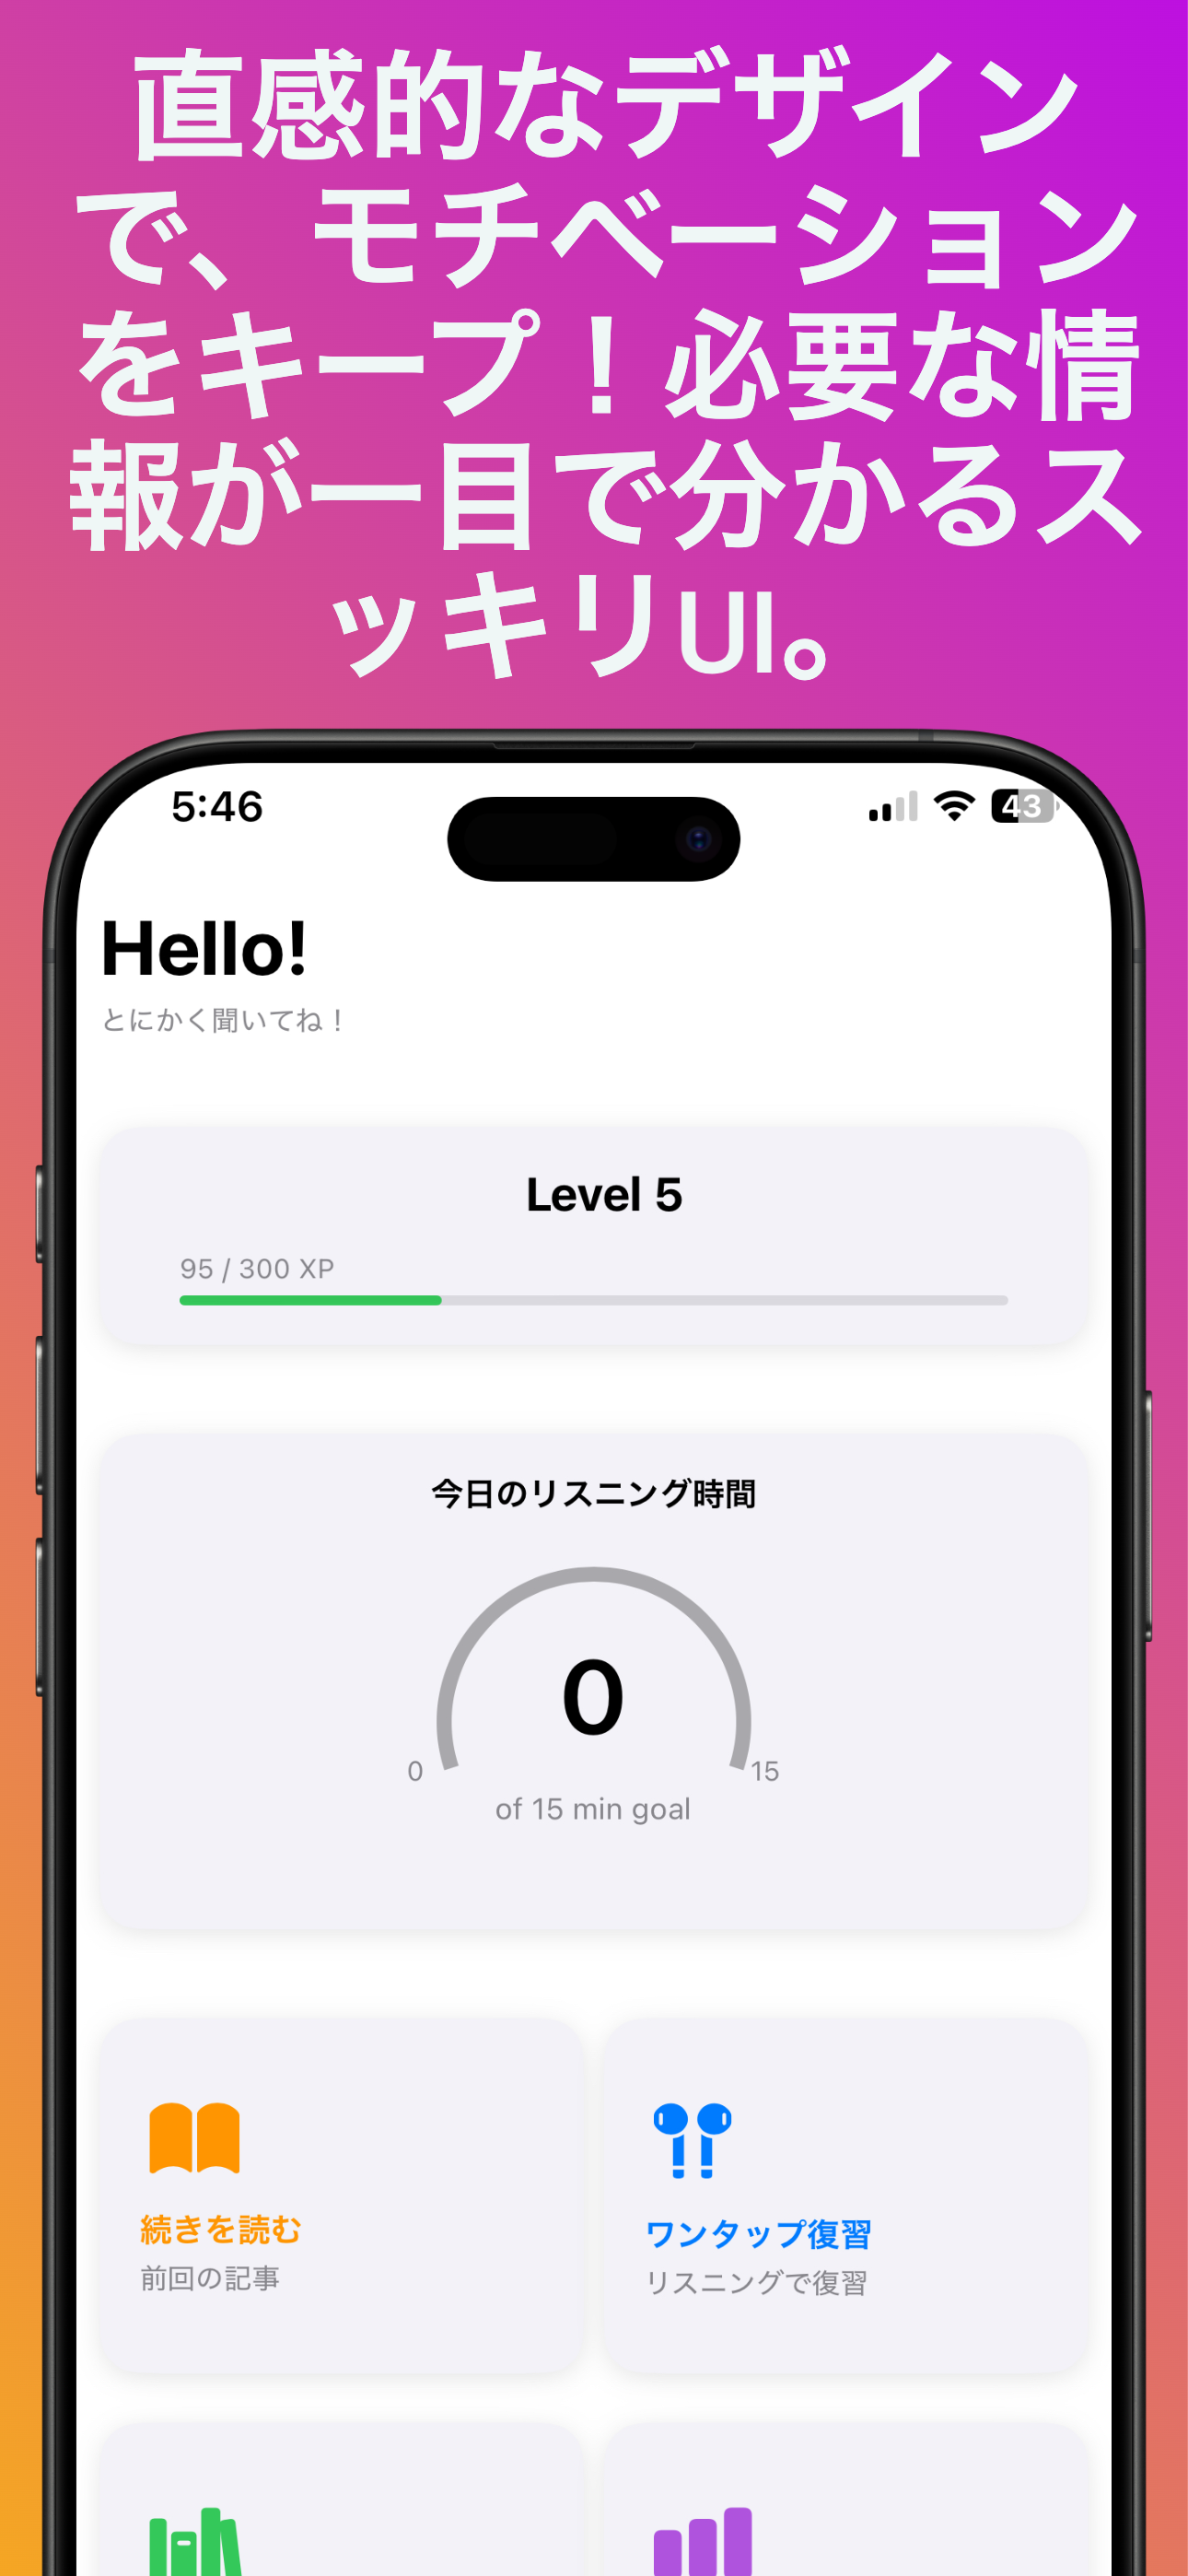 直感的なデザイン
で、モチベーション
をキープ！必要な情
報が一目で分かるス
ッキリUI。
5:46
43
Hello!
とにかく聞いてね！
Level 5
95 / 300 XP
今日のリスニング時間
0
0
15
of 15 min goal
続きを読む
前回の記事
ワンタップ復習
リスニングで復習